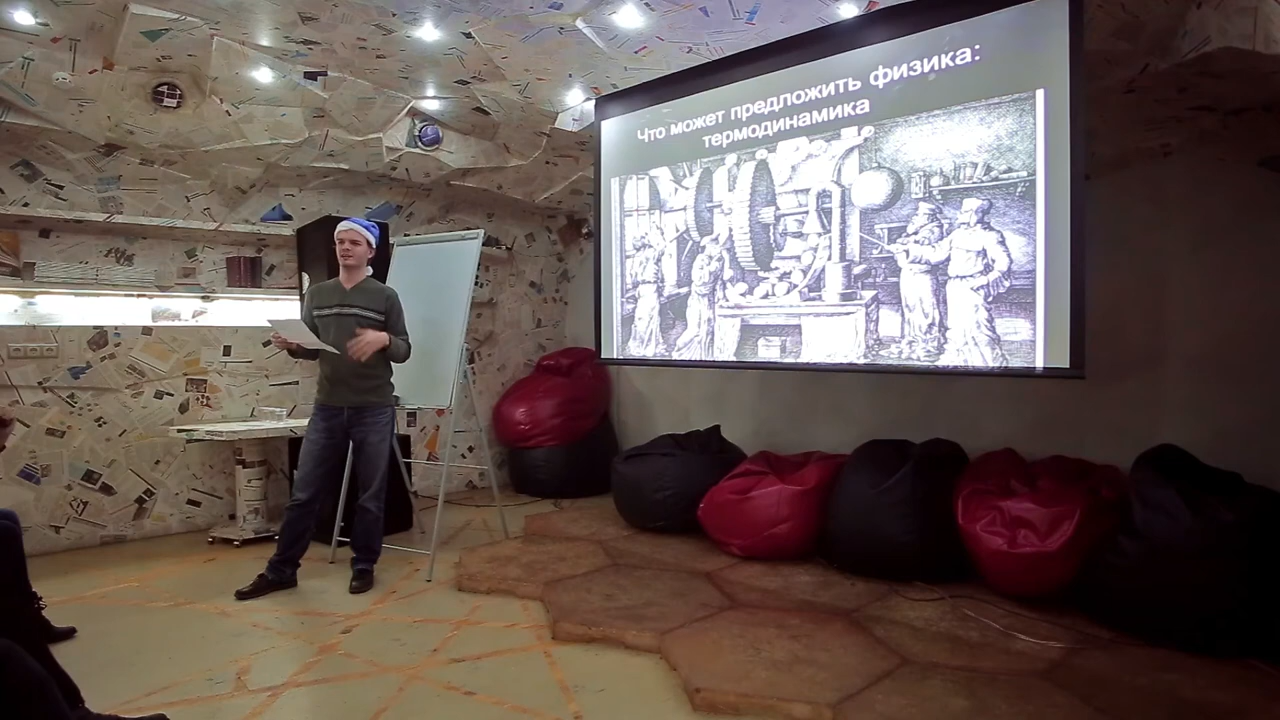 Что может предложить физика:
термодинамика